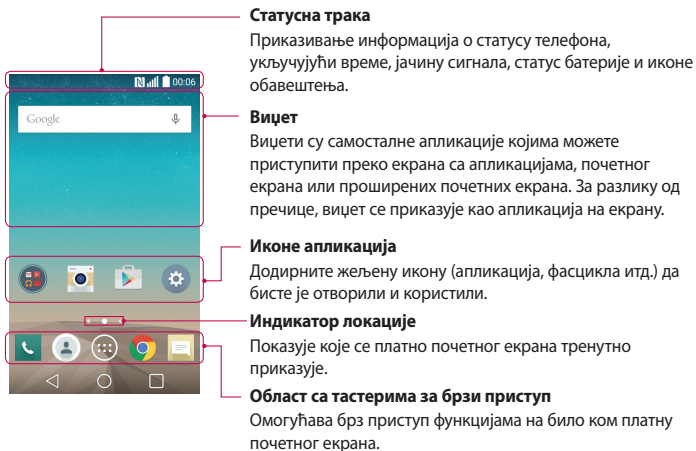 Статусна трака
Приказивање информација о статусу телефона,
укључујући време, јачину сигнала, статус батерије и иконе
обавештења.
00:06
Google
Виџет
Виџети су самосталне апликације којима можете
приступити преко екрана са апликацијама, почетног
екрана или проширених почетних екрана. За разлику од
пречице, виџет се приказује као апликација на екрану.
Иконе апликација
Додирните жељену икону (апликација, фасцикла итд.) да
бисте је отворили и користили.
Индикатор локације
Показује које се платно почетног екрана тренутно
приказује.
Област са тастерима за брзи приступ
Омогућава брз приступ функцијама на било ком платну
почетног екрана.